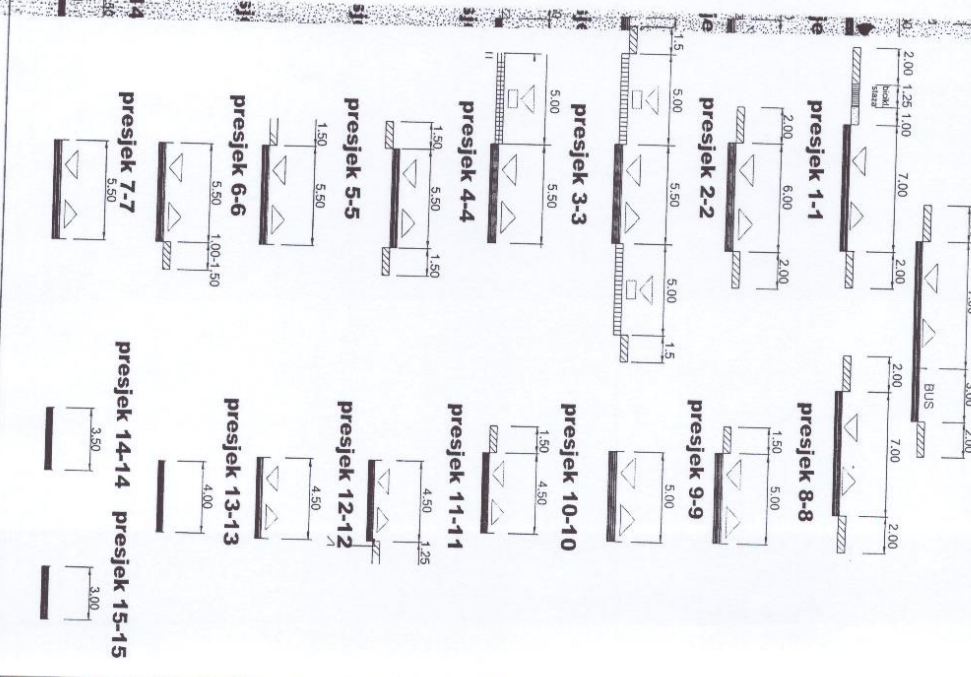 BUS
2.00 1.25 1.00 7.00 2.00 2.00 7.00 2.00
staza
presjek 1-1 presjek 8-8
2.00 6.00 2.00 1.50 5.00
presjek 2-2 presjek 9-9
1.5 5.00 5.50 5.00 1.5 5.00
presjek 3-3 presjek 10-10
5.00 5.50 1.50 4.50
presjek 4-4 presjek 11-11
1.50 5.50 1.50 4.50 1.25
presjek 5-5 presjek 12-12
1.50 5.50 4.50
presjek 6-6 presjek 13-13
5.50 1.00-1.50 4.00
presjek 7-7 presjek 14-14 presjek 15-15
5.50 3.50 3.00